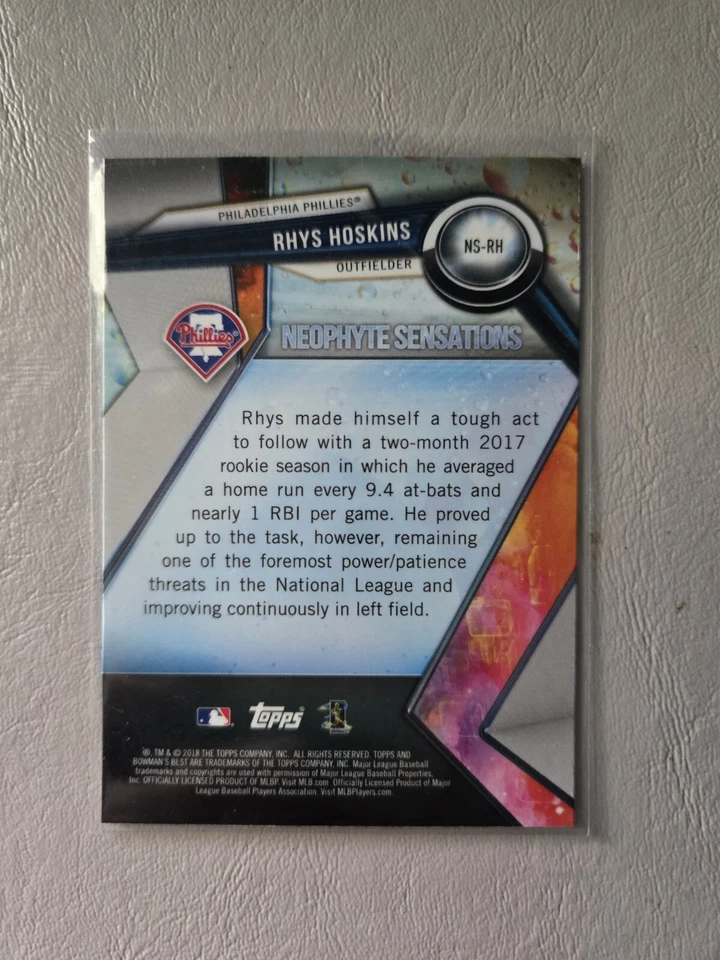 PHILADELPHIA PHILLIES®
RHYS HOSKINS
OUTFIELDER
NS-RH
Phillies
NEOPHYTE SENSATIONS
Rhys made himself a tough act
to follow with a two-month 2017
rookie season in which he averaged
a home run every 9.4 at-bats and
nearly 1 RBI per game. He proved
up to the task, however, remaining
one of the foremost power/patience
threats in the National League and
improving continuously in left field.
topps
®, TM & © 2018 THE TOPPS COMPANY, INC. ALL RIGHTS RESERVED. TOPPS AND
BOWMAN'S BEST ARE TRADEMARKS OF THE TOPPS COMPANY, INC. Major League Baseball
trademarks and copyrights are used with permission of Major League Baseball Properties,
Inc. OFFICIALLY LICENSED PRODUCT OF MLBP. Visit MLB.com Officially Licensed Product of Major
League Baseball Players Association. Visit MLBPlayers.com.